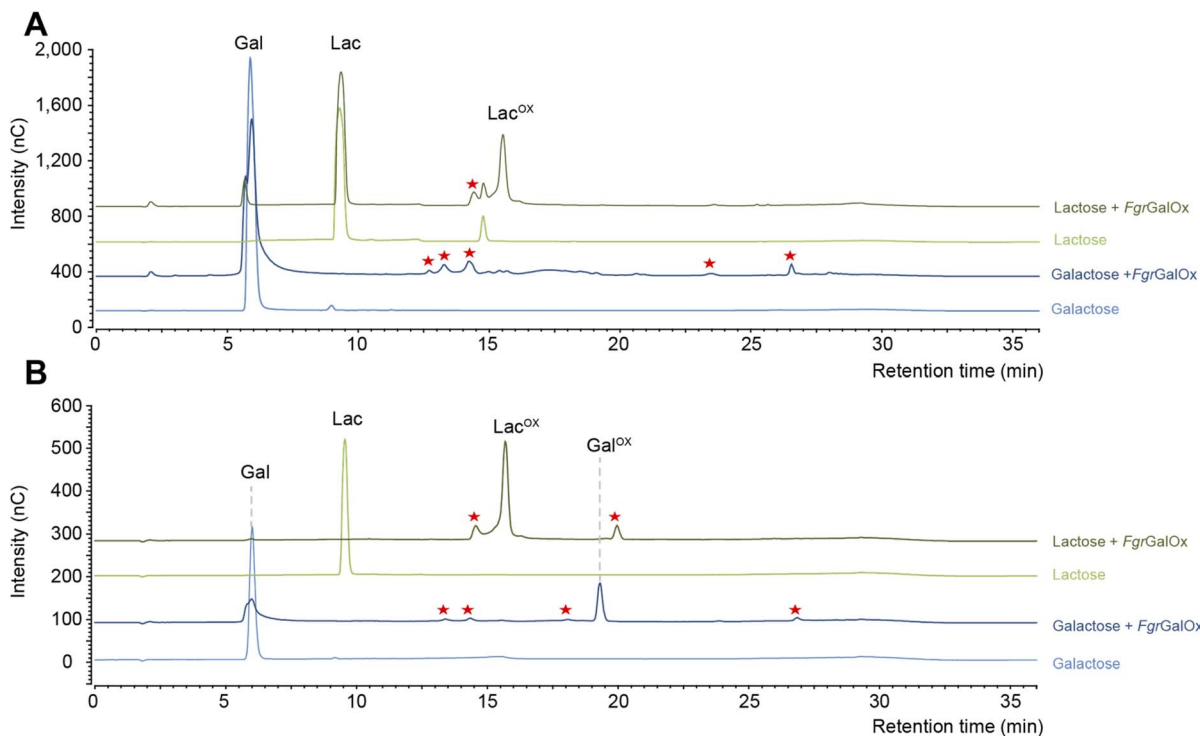 A
Gal
Lac
Lac^OX
2,000
1,600
1,200
800
400
0
Intensity (nC)
Lactose + FgrGalOx
Lactose
Galactose +FgrGalOx
Galactose
0 5 10 15 20 25 30 35
Retention time (min)
B
Gal
Lac
Lac^OX
Gal^OX
600
500
400
300
200
100
0
Intensity (nC)
Lactose + FgrGalOx
Lactose
Galactose + FgrGalOx
Galactose
0 5 10 15 20 25 30 35
Retention time (min)